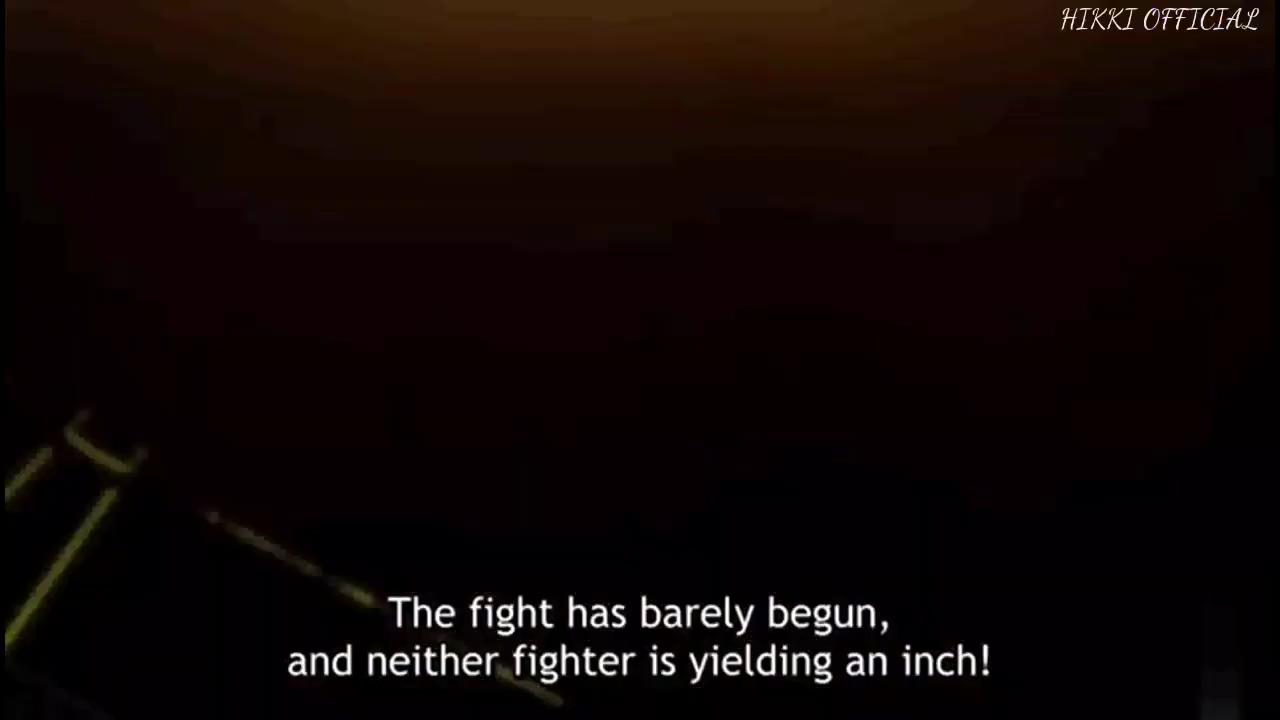 HIKKI OFFICIAL
The fight has barely begun,
and neither fighter is yielding an inch!